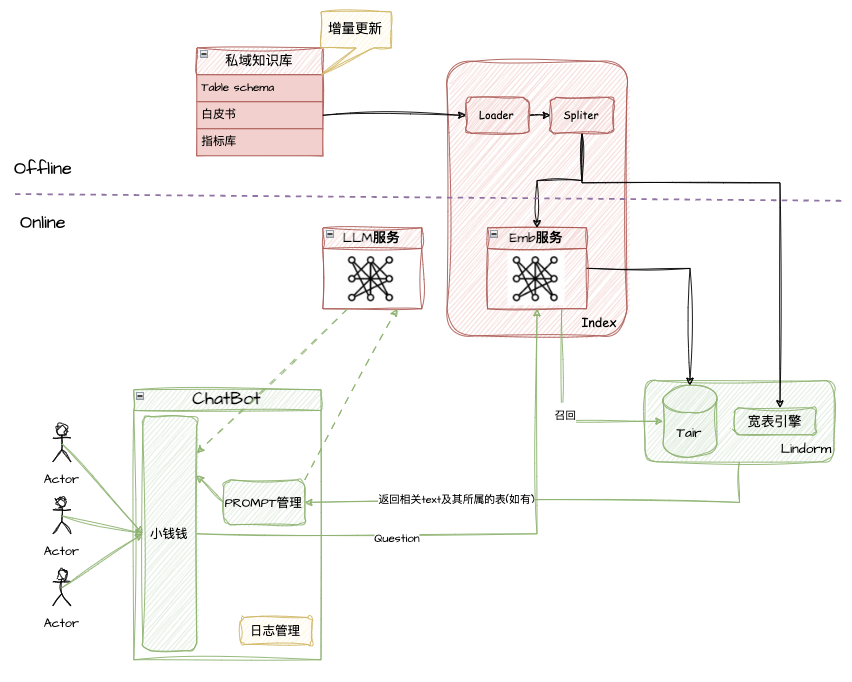 增量更新
私域知识库
Table schema
白皮书
指标库
Loader
Spliter
Offline
Online
LLM服务
Emb服务
Index
ChatBot
召回
Tair
宽表引擎
Lindorm
Actor
PROMPT管理
返回相关text及其所属的表(如有)
小钱钱
Question
Actor
Actor
日志管理